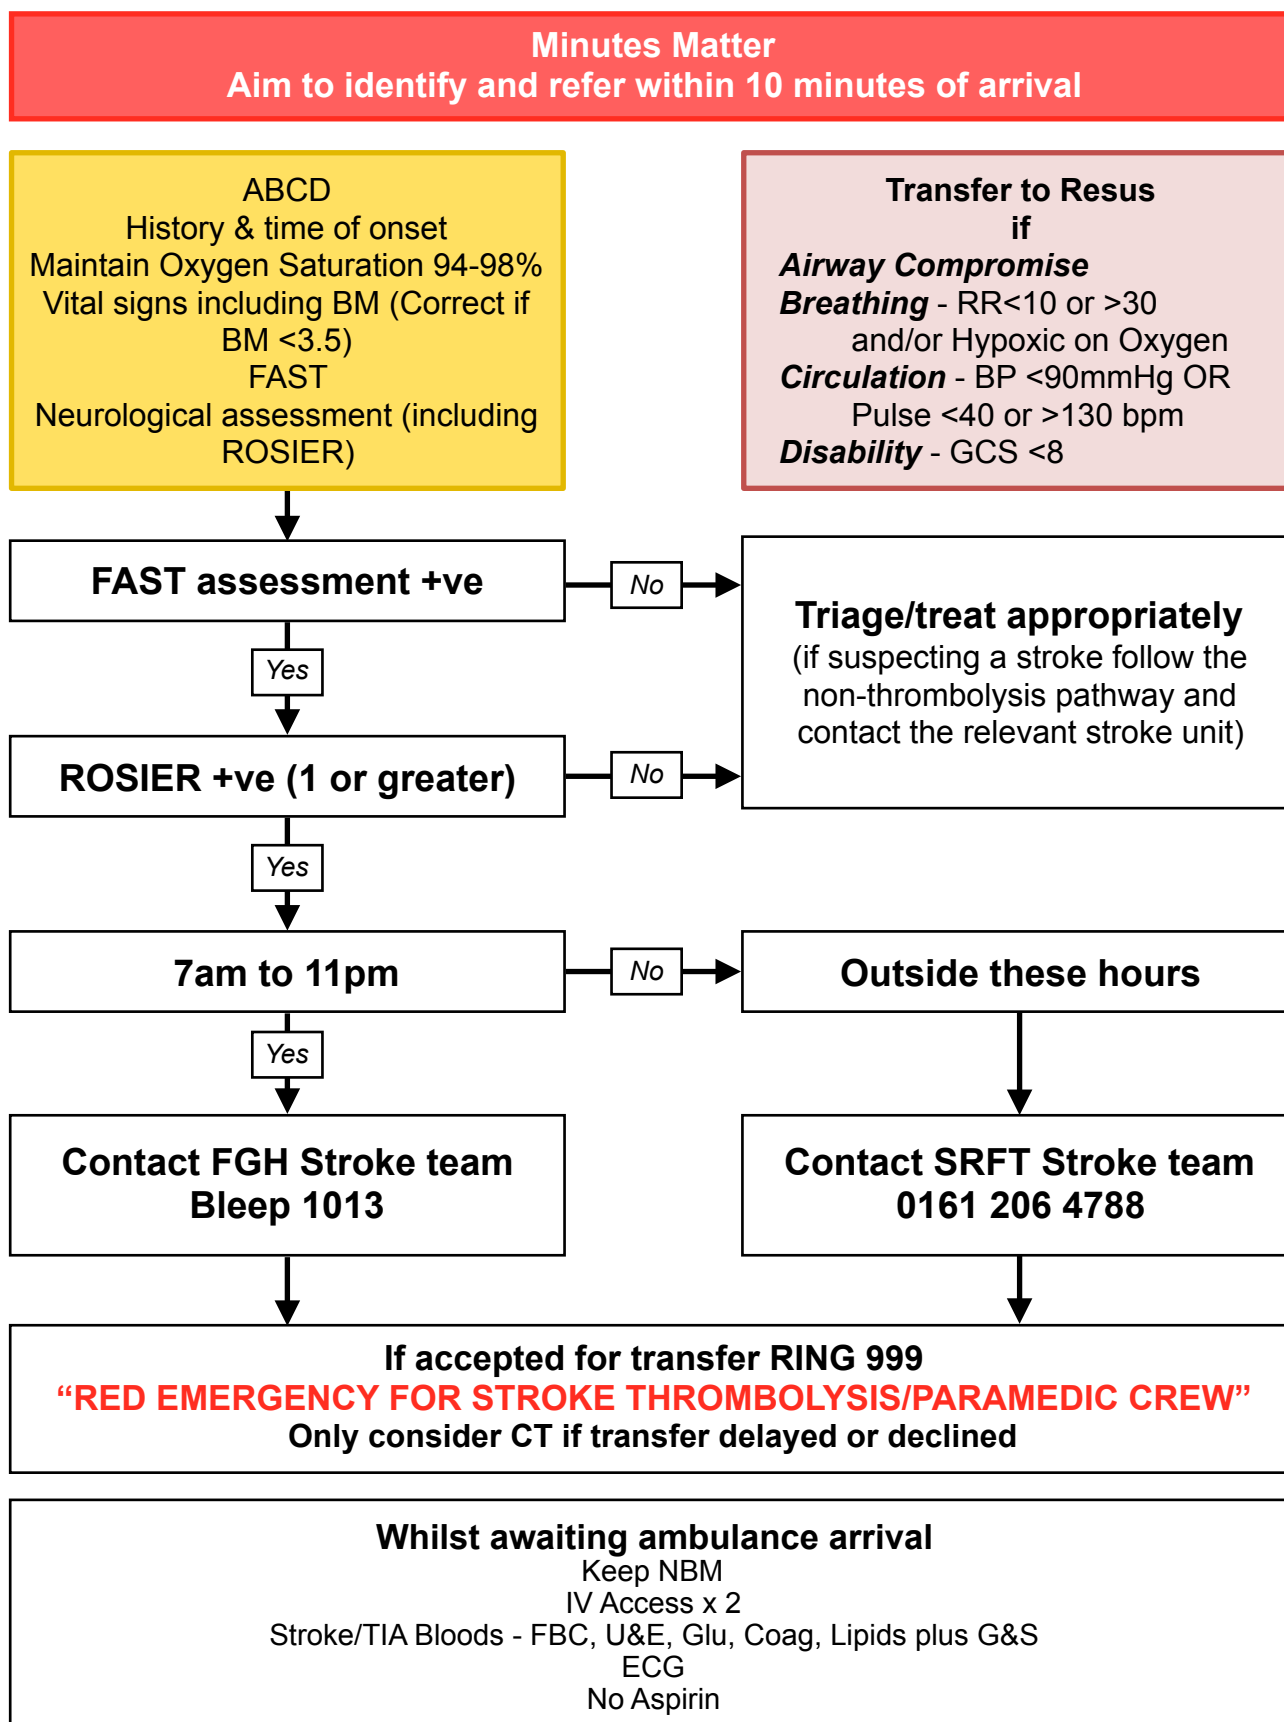 Minutes Matter
Aim to identify and refer within 10 minutes of arrival
ABCD
History & time of onset
Maintain Oxygen Saturation 94-98%
Vital signs including BM (Correct if
BM <3.5)
FAST
Neurological assessment (including
ROSIER)
Transfer to Resus
if
Airway Compromise
Breathing - RR<10 or >30
and/or Hypoxic on Oxygen
Circulation - BP <90mmHg OR
Pulse <40 or >130 bpm
Disability - GCS <8
FAST assessment +ve
No
Triage/treat appropriately
(if suspecting a stroke follow the
non-thrombolysis pathway and
contact the relevant stroke unit)
Yes
ROSIER +ve (1 or greater)
No
Yes
7am to 11pm
No
Outside these hours
Yes
Contact FGH Stroke team
Bleep 1013
Contact SRFT Stroke team
0161 206 4788
If accepted for transfer RING 999
“RED EMERGENCY FOR STROKE THROMBOLYSIS/PARAMEDIC CREW”
Only consider CT if transfer delayed or declined
Whilst awaiting ambulance arrival
Keep NBM
IV Access x 2
Stroke/TIA Bloods - FBC, U&E, Glu, Coag, Lipids plus G&S
ECG
No Aspirin